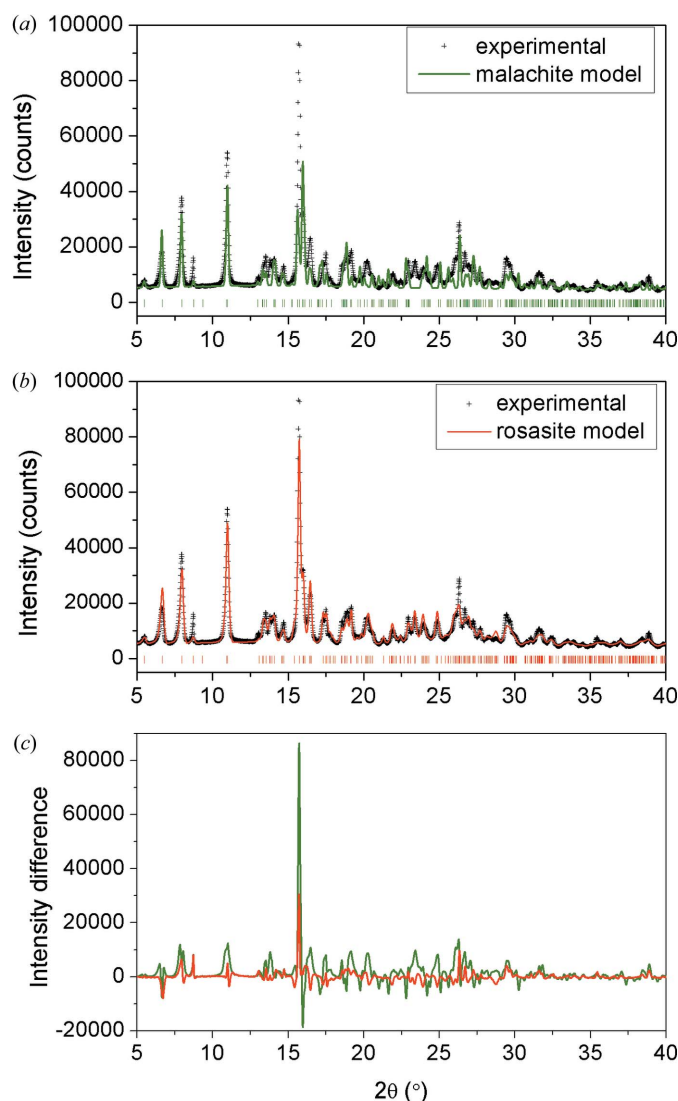 (a)
100000
80000
60000
40000
20000
0
Intensity (counts)
experimental
malachite model
5 10 15 20 25 30 35 40
(b)
100000
80000
60000
40000
20000
0
Intensity (counts)
experimental
rosasite model
5 10 15 20 25 30 35 40
(c)
80000
60000
40000
20000
0
-20000
Intensity difference
5 10 15 20 25 30 35 40
2θ (°)